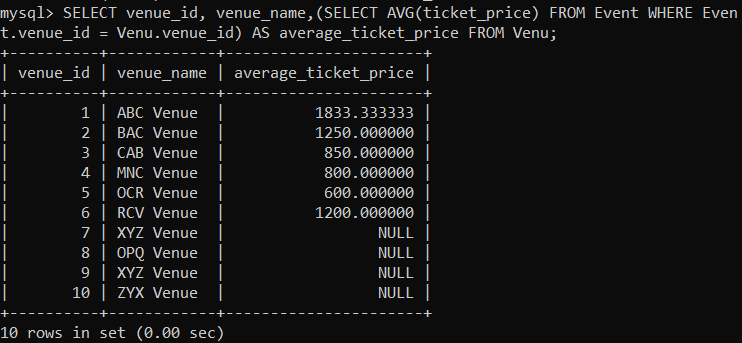 mysql> SELECT venue_id, venue_name,(SELECT AVG(ticket_price) FROM Event WHERE Even
t.venue_id = Venu.venue_id) AS average_ticket_price FROM Venu;
+----------+------------+----------------------+
| venue_id | venue_name | average_ticket_price |
+----------+------------+----------------------+
|        1 | ABC Venue  |          1833.333333 |
|        2 | BAC Venue  |          1250.000000 |
|        3 | CAB Venue  |           850.000000 |
|        4 | MNC Venue  |           800.000000 |
|        5 | OCR Venue  |           600.000000 |
|        6 | RCV Venue  |          1200.000000 |
|        7 | XYZ Venue  |                 NULL |
|        8 | OPQ Venue  |                 NULL |
|        9 | XYZ Venue  |                 NULL |
|       10 | ZYX Venue  |                 NULL |
+----------+------------+----------------------+
10 rows in set (0.00 sec)